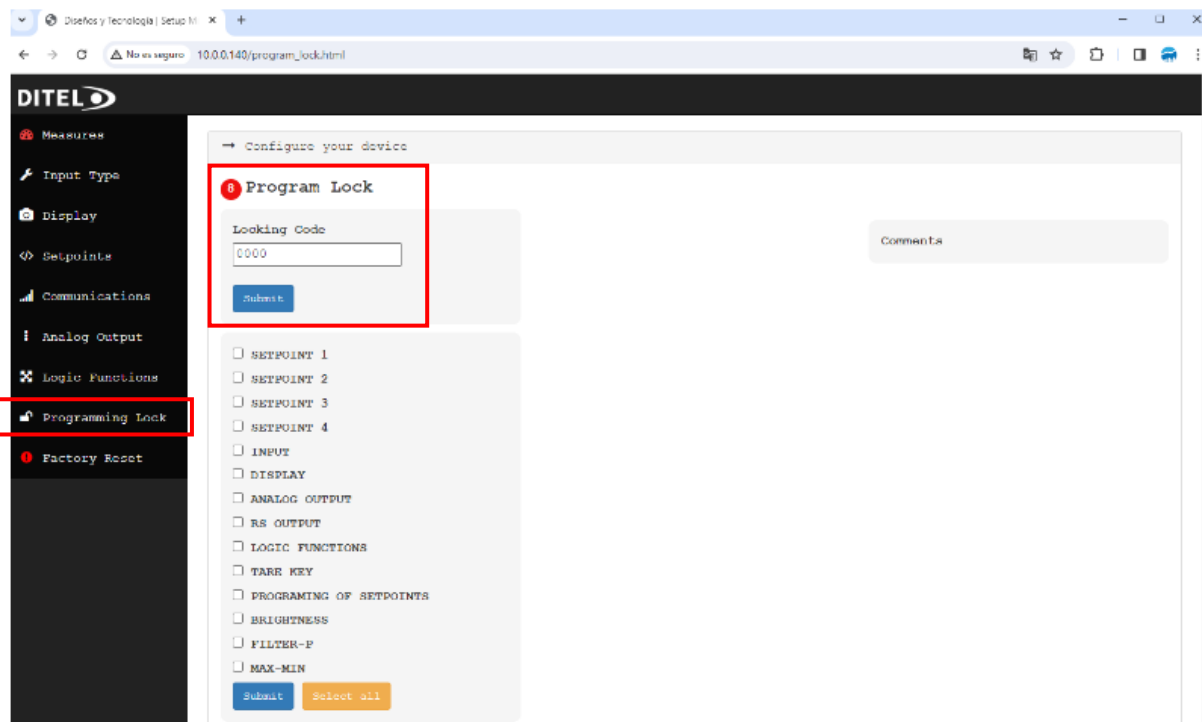 Diseños y Tecnología | Setup M
No es seguro 10.0.0.140/program_lock.html
DITEL
Measures
Input Type
Display
Setpoints
Communications
Analog Output
Logic Functions
Programming Lock
Factory Reset
→ Configure your device
8 Program Lock
Locking Code
0000
Submit
Comments
SETPOINT 1
SETPOINT 2
SETPOINT 3
SETPOINT 4
INPUT
DISPLAY
ANALOG OUTPUT
RS OUTPUT
LOGIC FUNCTIONS
TARE KEY
PROGRAMING OF SETPOINTS
BRIGHTNESS
FILTER-P
MAX-MIN
Submit Select all